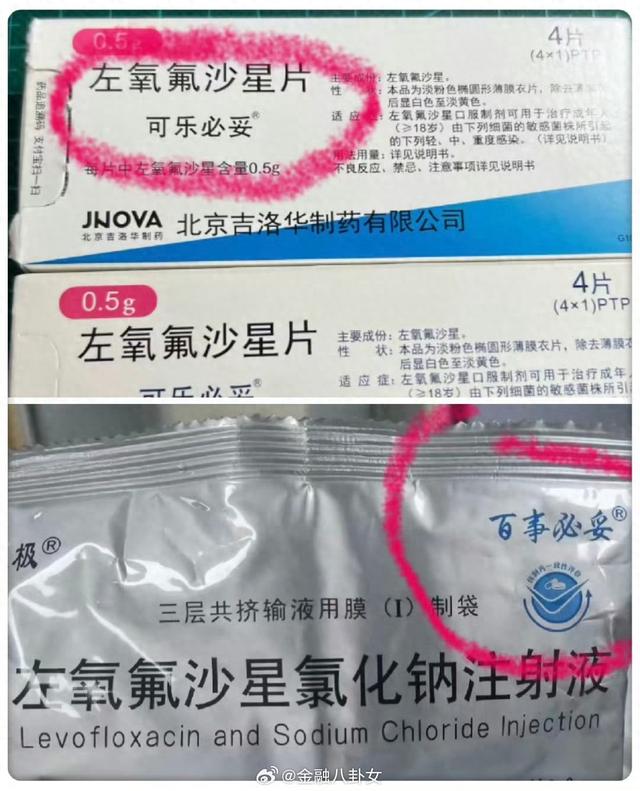 0.5g
左氧氟沙星片
可乐必妥®
每片中左氧氟沙星含量0.5g
药品追溯码 支付宝扫一扫
4片
(4×1)PTP
主要成份：左氧氟沙星。
性 状：本品为淡粉色椭圆形薄膜衣片，除去薄膜
后显白色至淡黄色。
适 应 症：左氧氟沙星口服制剂可用于治疗成年人
(≥18岁)由下列细菌的敏感菌株所引起
的下列轻、中、重度感染。(详见说明书)
用法用量：详见说明书。
不良反应、禁忌、注意事项详见说明书
JNOVA
北京吉洛华制药
北京吉洛华制药有限公司
0.5g
左氧氟沙星片
可乐必妥®
4片
(4×1)PTP
主要成份：左氧氟沙星。
性 状：本品为淡粉色椭圆形薄膜衣片，除去薄膜
后显白色至淡黄色。
适 应 症：左氧氟沙星口服制剂可用于治疗成年人
(≥18岁)由下列细菌的敏感菌株所引
极®
百事必妥®
三层共挤输液用膜（I）制袋
左氧氟沙星氯化钠注射液
Levofloxacin and Sodium Chloride Injection
@金融八卦女